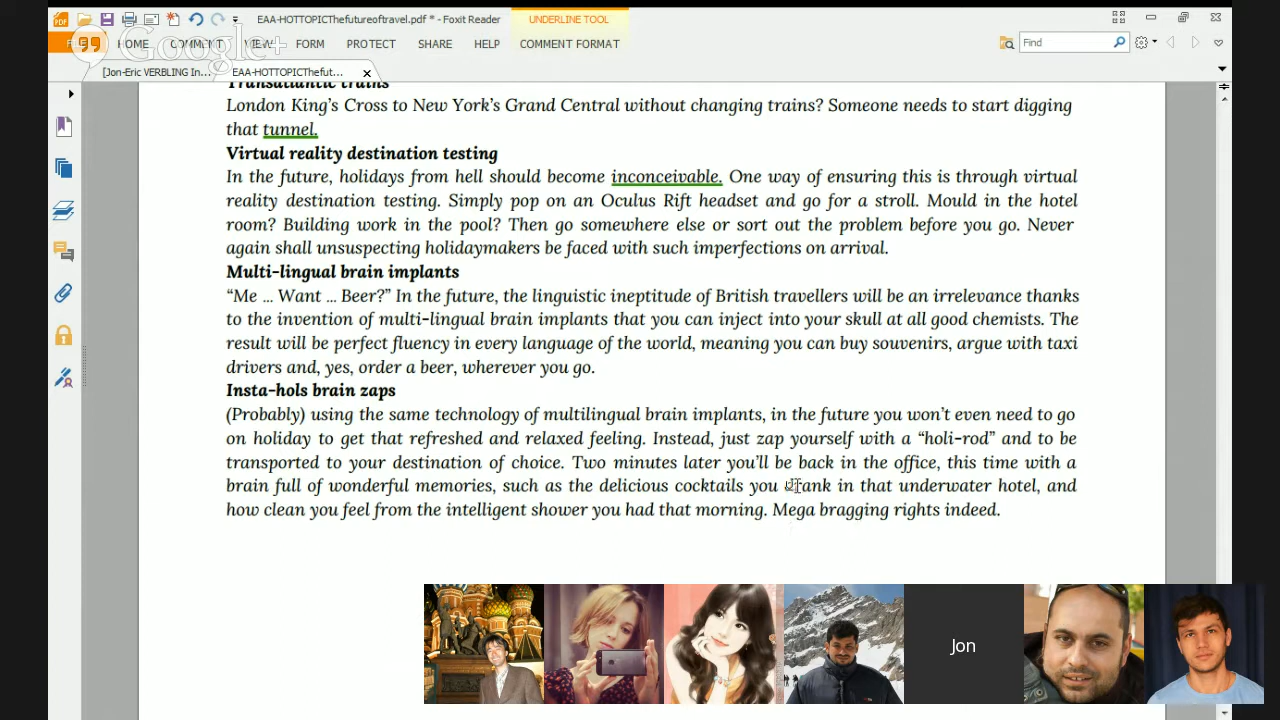 EAA-HOTTOPICThefutureoftravel.pdf * - Foxit Reader
UNDERLINE TOOL
Google+
HOME COMMENT VIEW FORM PROTECT SHARE HELP COMMENT FORMAT
Find
[Jon-Eric VERBLING In... EAA-HOTTOPICThefut...
Transatlantic trains
London King’s Cross to New York’s Grand Central without changing trains? Someone needs to start digging
that tunnel.
Virtual reality destination testing
In the future, holidays from hell should become inconceivable. One way of ensuring this is through virtual
reality destination testing. Simply pop on an Oculus Rift headset and go for a stroll. Mould in the hotel
room? Building work in the pool? Then go somewhere else or sort out the problem before you go. Never
again shall unsuspecting holidaymakers be faced with such imperfections on arrival.
Multi-lingual brain implants
“Me ... Want ... Beer?” In the future, the linguistic ineptitude of British travellers will be an irrelevance thanks
to the invention of multi-lingual brain implants that you can inject into your skull at all good chemists. The
result will be perfect fluency in every language of the world, meaning you can buy souvenirs, argue with taxi
drivers and, yes, order a beer, wherever you go.
Insta-hols brain zaps
(Probably) using the same technology of multilingual brain implants, in the future you won’t even need to go
on holiday to get that refreshed and relaxed feeling. Instead, just zap yourself with a “holi-rod” and to be
transported to your destination of choice. Two minutes later you’ll be back in the office, this time with a
brain full of wonderful memories, such as the delicious cocktails you drank in that underwater hotel, and
how clean you feel from the intelligent shower you had that morning. Mega bragging rights indeed.
Jon